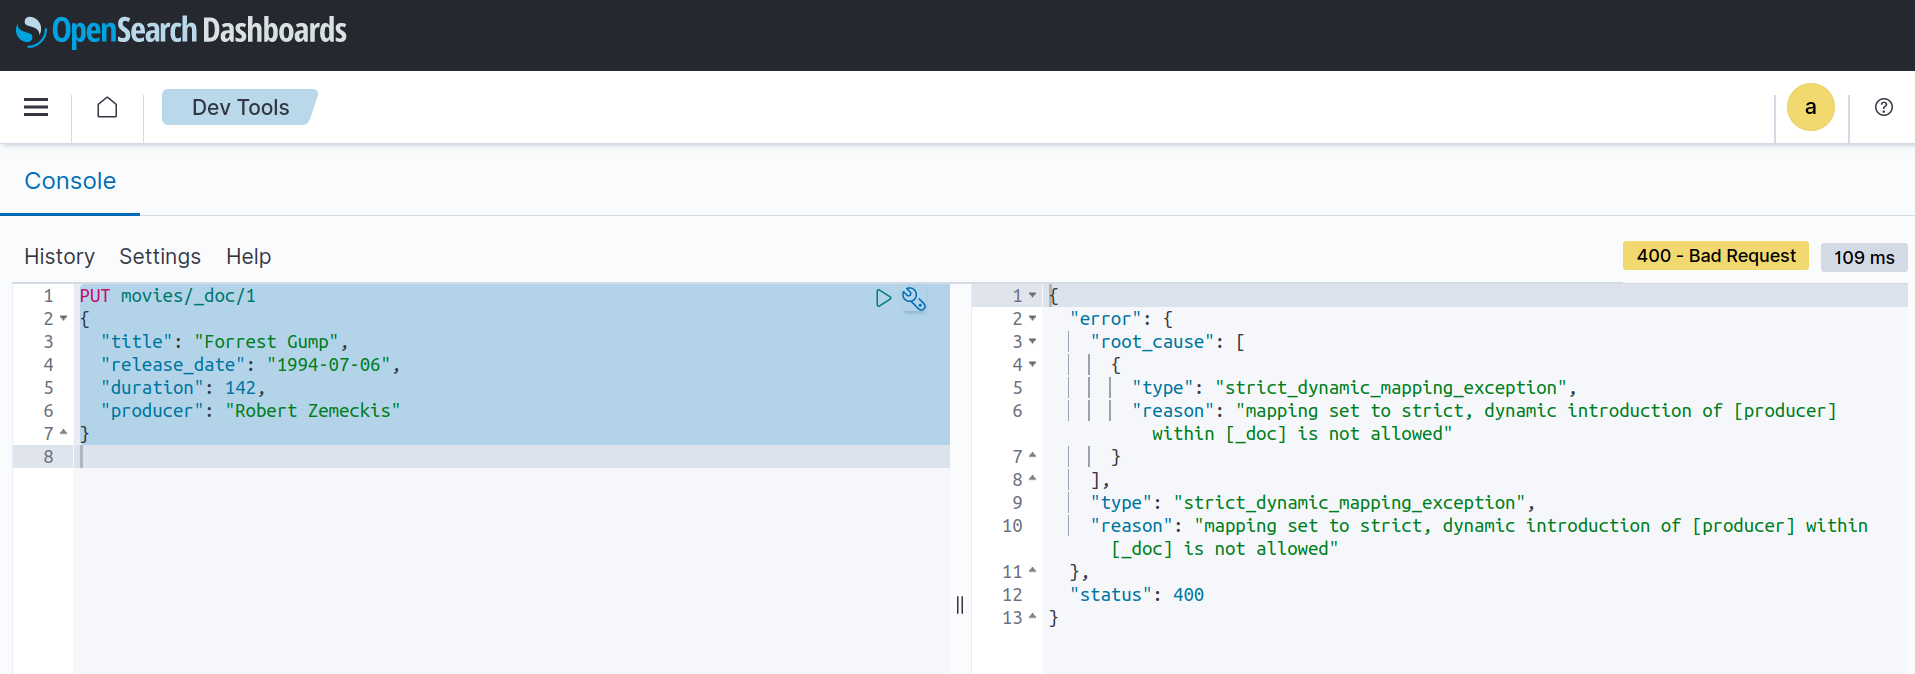 OpenSearch Dashboards
Dev Tools
a
?
Console
History Settings Help
400 - Bad Request 109 ms
1 PUT movies/_doc/1
2 {
3 "title": "Forrest Gump",
4 "release_date": "1994-07-06",
5 "duration": 142,
6 "producer": "Robert Zemeckis"
7 }
8
1 {
2 "error": {
3 "root_cause": [
4 {
5 "type": "strict_dynamic_mapping_exception",
6 "reason": "mapping set to strict, dynamic introduction of [producer]
within [_doc] is not allowed"
7 }
8 ],
9 "type": "strict_dynamic_mapping_exception",
10 "reason": "mapping set to strict, dynamic introduction of [producer] within
[_doc] is not allowed"
11 },
12 "status": 400
13 }